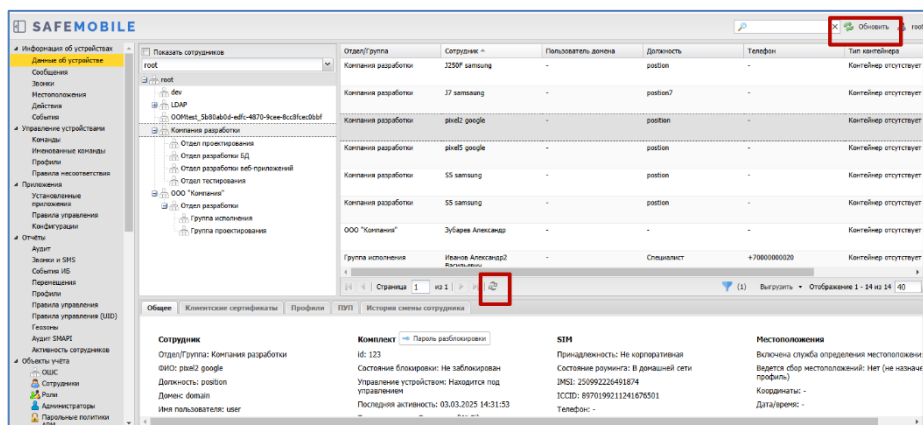 SAFEMOBILE
Обновить
root
Информация об устройствах
Данные об устройстве
Сообщения
Звонки
Местоположения
Действия
События
Управление устройствами
Команды
Именованные команды
Профили
Правила несоответствия
Приложения
Установленные
приложения
Правила управления
Конфигурации
Отчёты
Аудит
Звонки и SMS
События ИБ
Перемещения
Профили
Правила управления
Правила управления (UID)
Геозоны
Аудит SMAPI
Активность сотрудников
Объекты учёта
ОШС
Сотрудники
Роли
Администраторы
Парольные политики
Показать сотрудников
root
root
dev
LDAP
OOMtest_5b80ab0d-edfc-4870-9cee-8cc8fcec0bbf
Компания разработки
Отдел проектирования
Отдел разработки БД
Отдел разработки веб-приложений
Отдел тестирования
ООО "Компания"
Отдел разработки
Группа исполнения
Группа проектирования
Отдел/Группа Сотрудник Пользователь домена Должность Телефон Тип контейнера
Компания разработки J250F samsung - postion - Контейнер отсутствует
Компания разработки J7 samsaung - postion7 - Контейнер отсутствует
Компания разработки pixel2 google - position - Контейнер отсутствует
Компания разработки pixel5 google - postion - Контейнер отсутствует
Компания разработки S5 samsung - postion - Контейнер отсутствует
Компания разработки S5 samsung - postion - Контейнер отсутствует
ООО "Компания" Зубарев Александр - - - Контейнер отсутствует
Группа исполнения Иванов Александр2 - Специалист +70000000020 Контейнер отсутствует
Васильевич
Страница 1 из 1 (1) Выгрузить Отображение 1 - 14 из 14 40
Общее Клиентские сертификаты Профили ПУП История смены сотрудника
Сотрудник
Отдел/Группа: Компания разработки
ФИО: pixel2 google
Должность: position
Домен: domain
Имя пользователя: user
Комплект Пароль разблокировки
id: 123
Состояние блокировки: Не заблокирован
Управление устройством: Находится под
управлением
Последняя активность: 03.03.2025 14:31:53
SIM
Принадлежность: Не корпоративная
Состояние роуминга: В домашней сети
IMSI: 250992226491874
ICCID: 8970199211241676501
Телефон: -
Местоположения
Включена служба определения местоположени
Ведется сбор местоположений: Нет (не назначе
профиль)
Координаты: -
Дата/время: -